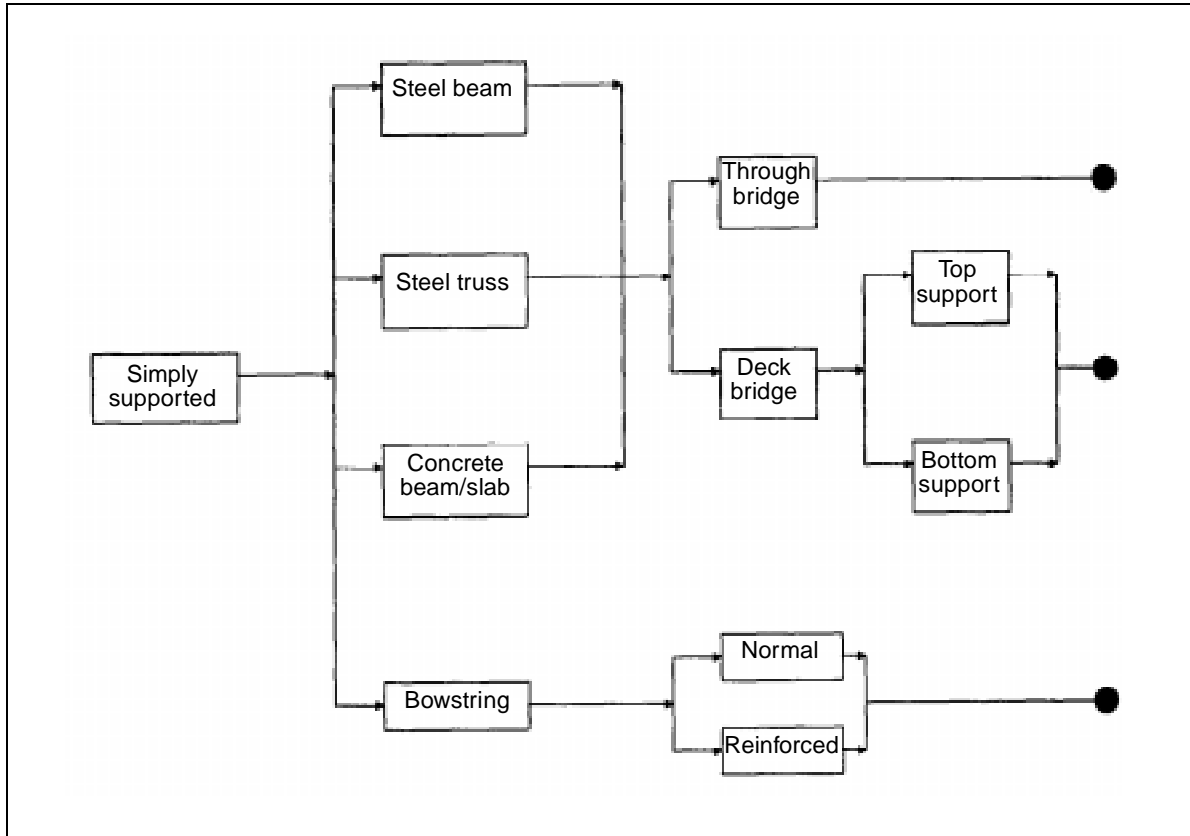 Simply
supported
Steel beam
Steel truss
Concrete
beam/slab
Bowstring
Through
bridge
Deck
bridge
Top
support
Bottom
support
Normal
Reinforced